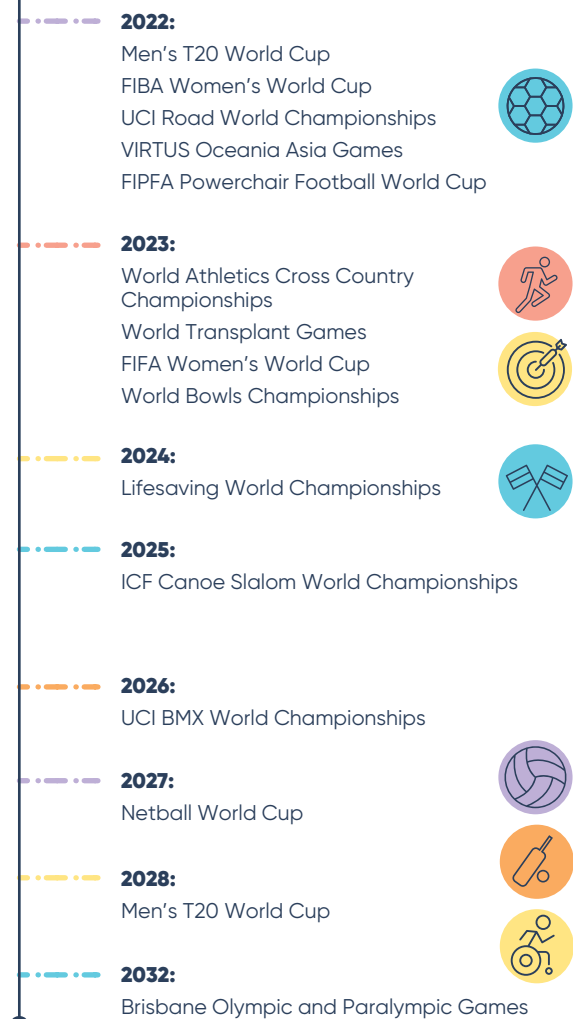 2022:
Men’s T20 World Cup
FIBA Women’s World Cup
UCI Road World Championships
VIRTUS Oceania Asia Games
FIPFA Powerchair Football World Cup
2023:
World Athletics Cross Country
Championships
World Transplant Games
FIFA Women’s World Cup
World Bowls Championships
2024:
Lifesaving World Championships
2025:
ICF Canoe Slalom World Championships
2026:
UCI BMX World Championships
2027:
Netball World Cup
2028:
Men’s T20 World Cup
2032:
Brisbane Olympic and Paralympic Games